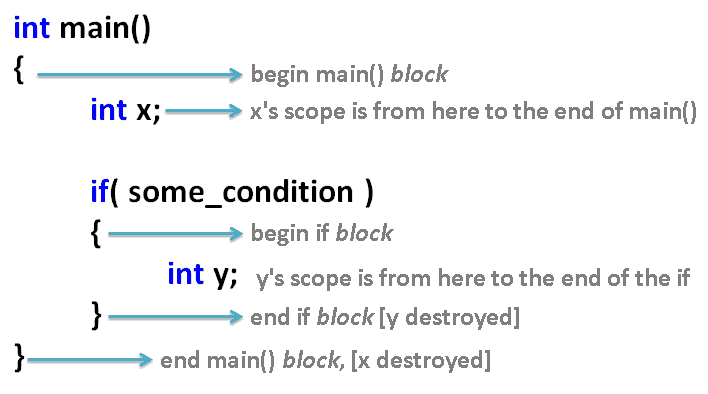 int main()
{ begin main() block
int x; x's scope is from here to the end of main()
if( some_condition )
{ begin if block
int y; y's scope is from here to the end of the if
} end if block [y destroyed]
} end main() block, [x destroyed]